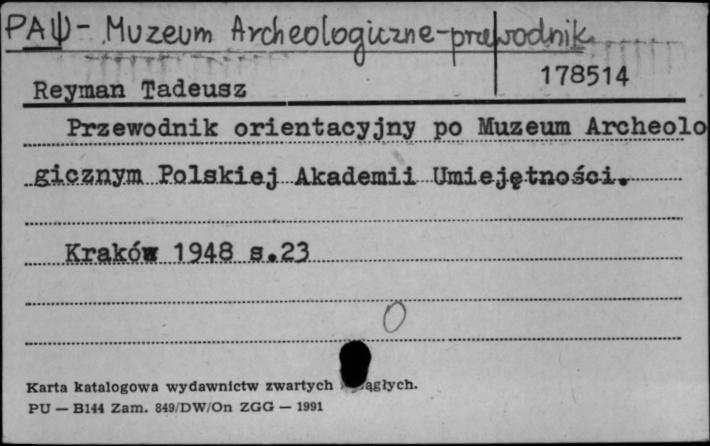 PAU - Muzeum Archeologiczne - przewodnik
Reyman Tadeusz
178514
Przewodnik orientacyjny po Muzeum Archeolo
gicznym Polskiej Akademii Umiejętności.
Kraków 1948 s.23
0
Karta katalogowa wydawnictw zwartych ągłych.
PU — B144 Zam. 849/DW/On ZGG — 1991